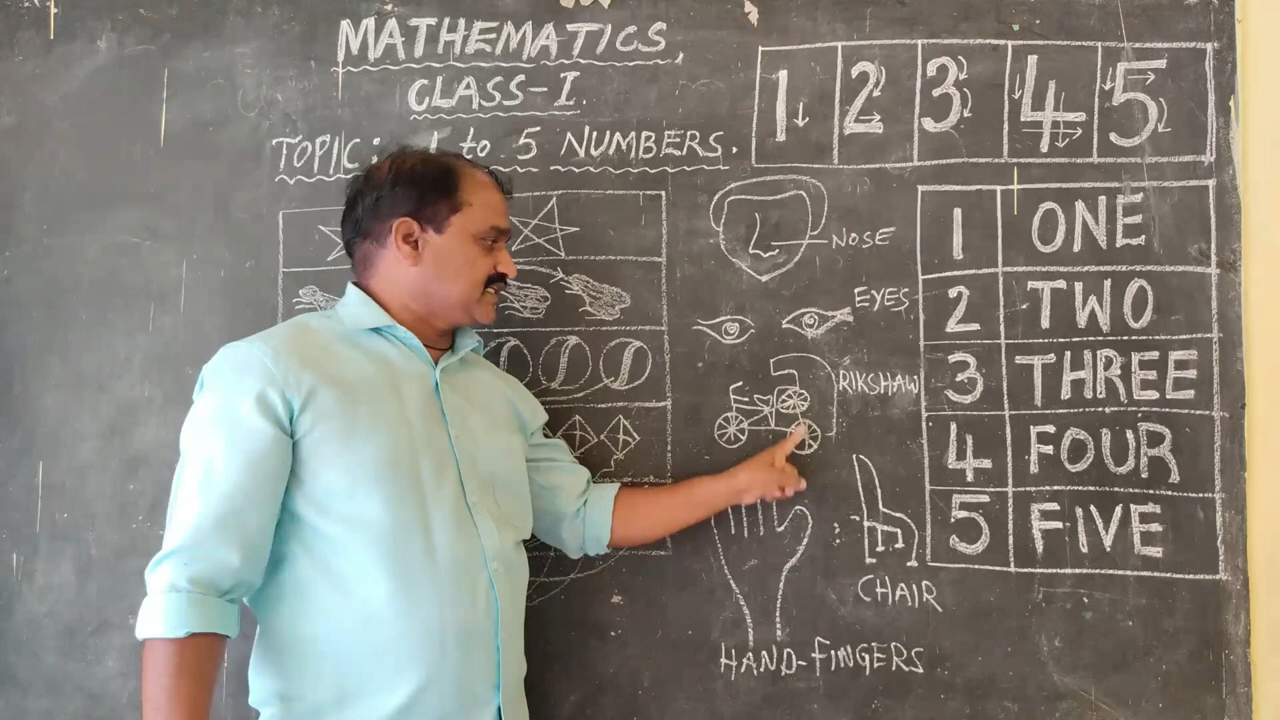 MATHEMATICS,
CLASS-I.
TOPIC: 1 to 5 NUMBERS.
1 2 3 4 5
NOSE
EYES
RIKSHAW
CHAIR
HAND-FINGERS
1 ONE
2 TWO
3 THREE
4 FOUR
5 FIVE